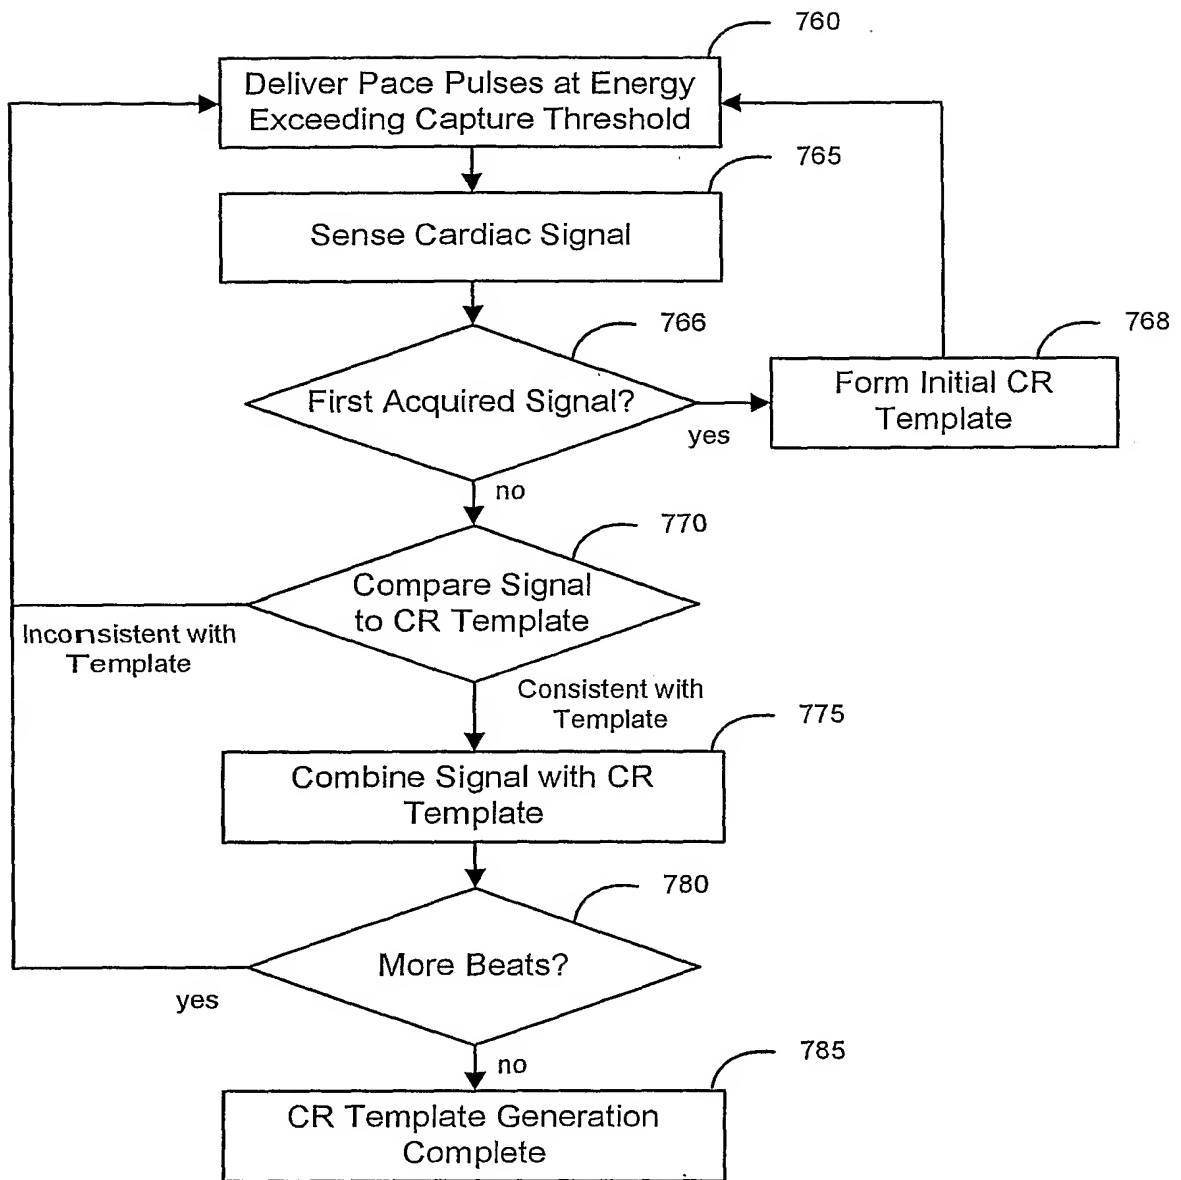 760
Deliver Pace Pulses at Energy
Exceeding Capture Threshold
765
Sense Cardiac Signal
766
First Acquired Signal?
yes
768
Form Initial CR
Template
no
770
Compare Signal
to CR Template
Inconsistent with
Template
Consistent with
Template
775
Combine Signal with CR
Template
780
More Beats?
yes
no
785
CR Template Generation
Complete